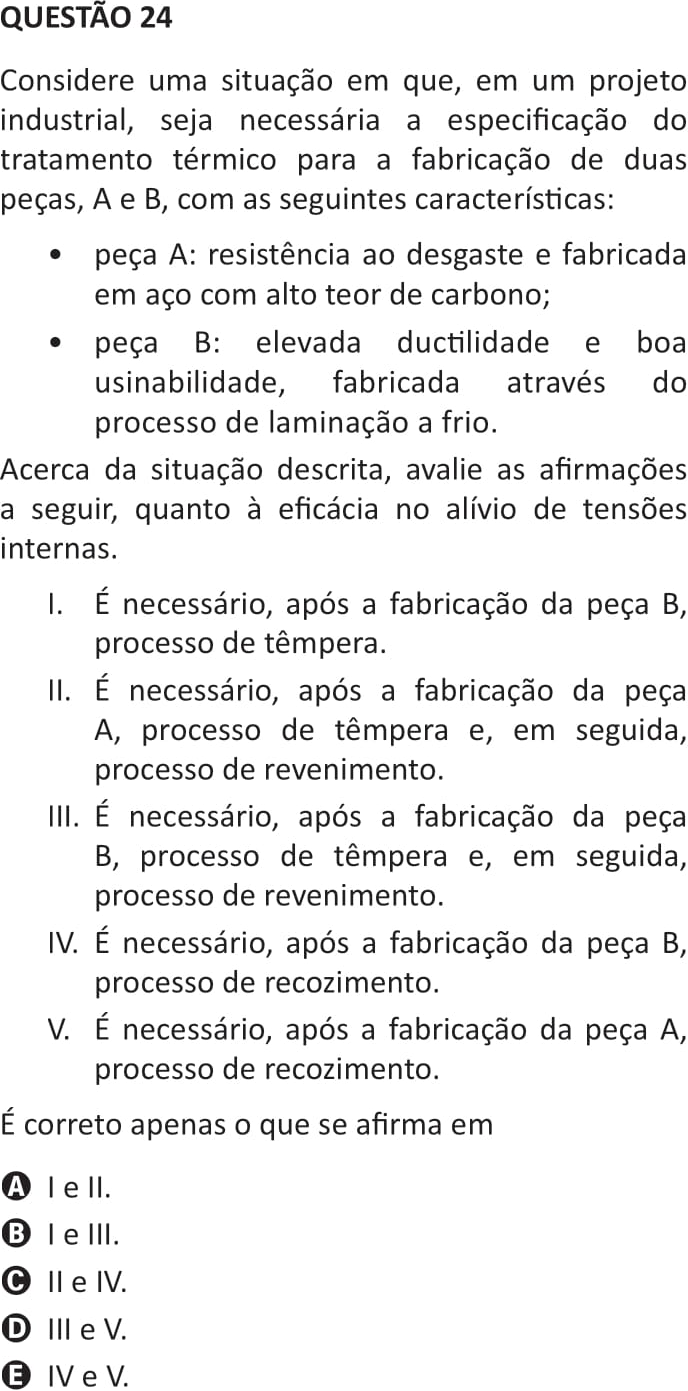 QUESTÃO 24
Considere uma situação em que, em um projeto
industrial, seja necessária a especificação do
tratamento térmico para a fabricação de duas
peças, A e B, com as seguintes características:
• peça A: resistência ao desgaste e fabricada
em aço com alto teor de carbono;
• peça B: elevada ductilidade e boa
usinabilidade, fabricada através do
processo de laminação a frio.
Acerca da situação descrita, avalie as afirmações
a seguir, quanto à eficácia no alívio de tensões
internas.
I. É necessário, após a fabricação da peça B,
processo de têmpera.
II. É necessário, após a fabricação da peça
A, processo de têmpera e, em seguida,
processo de revenimento.
III. É necessário, após a fabricação da peça
B, processo de têmpera e, em seguida,
processo de revenimento.
IV. É necessário, após a fabricação da peça B,
processo de recozimento.
V. É necessário, após a fabricação da peça A,
processo de recozimento.
É correto apenas o que se afirma em
A I e II.
B I e III.
C II e IV.
D III e V.
E IV e V.